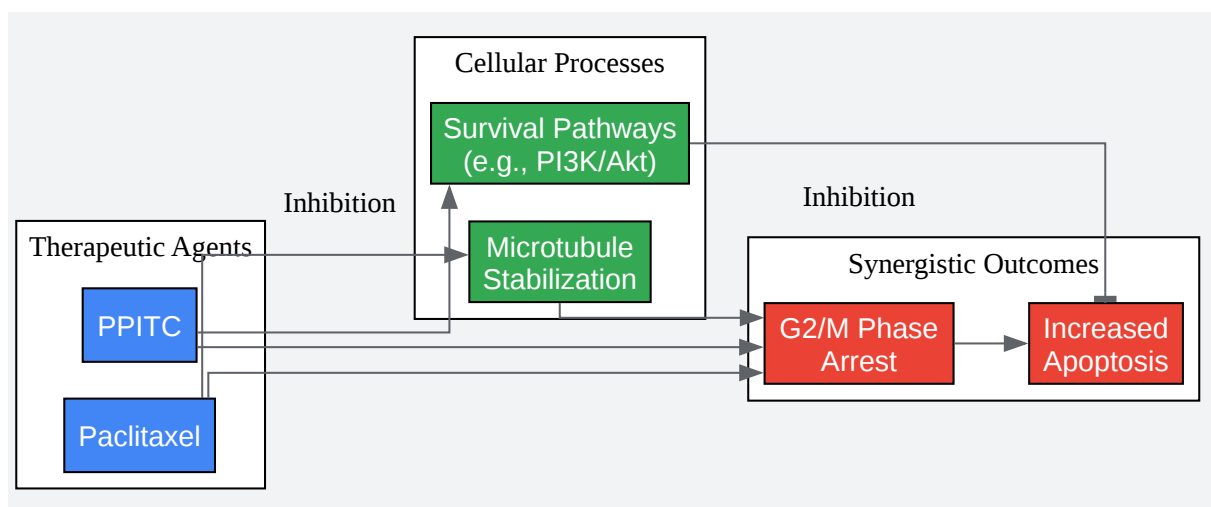 Cellular Processes
Survival Pathways
(e.g., PI3K/Akt)
Inhibition
Inhibition
Microtubule
Stabilization
Therapeutic Agents
PPITC
Paclitaxel
Synergistic Outcomes
G2/M Phase
Arrest
Increased
Apoptosis